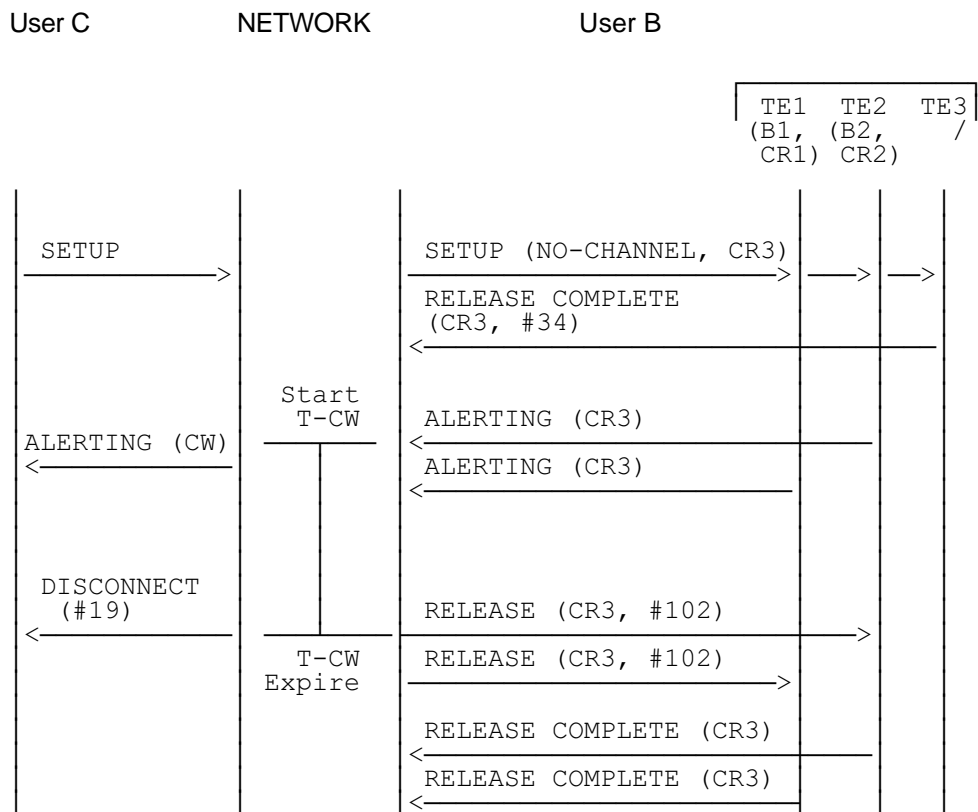 User C NETWORK User B
TE1 TE2 TE3
(B1, (B2, /
CR1) CR2)
SETUP SETUP (NO-CHANNEL, CR3)
RELEASE COMPLETE
(CR3, #34)
Start
T-CW ALERTING (CR3)
ALERTING (CW)
ALERTING (CR3)
DISCONNECT
(#19) RELEASE (CR3, #102)
T-CW RELEASE (CR3, #102)
Expire
RELEASE COMPLETE (CR3)
RELEASE COMPLETE (CR3)